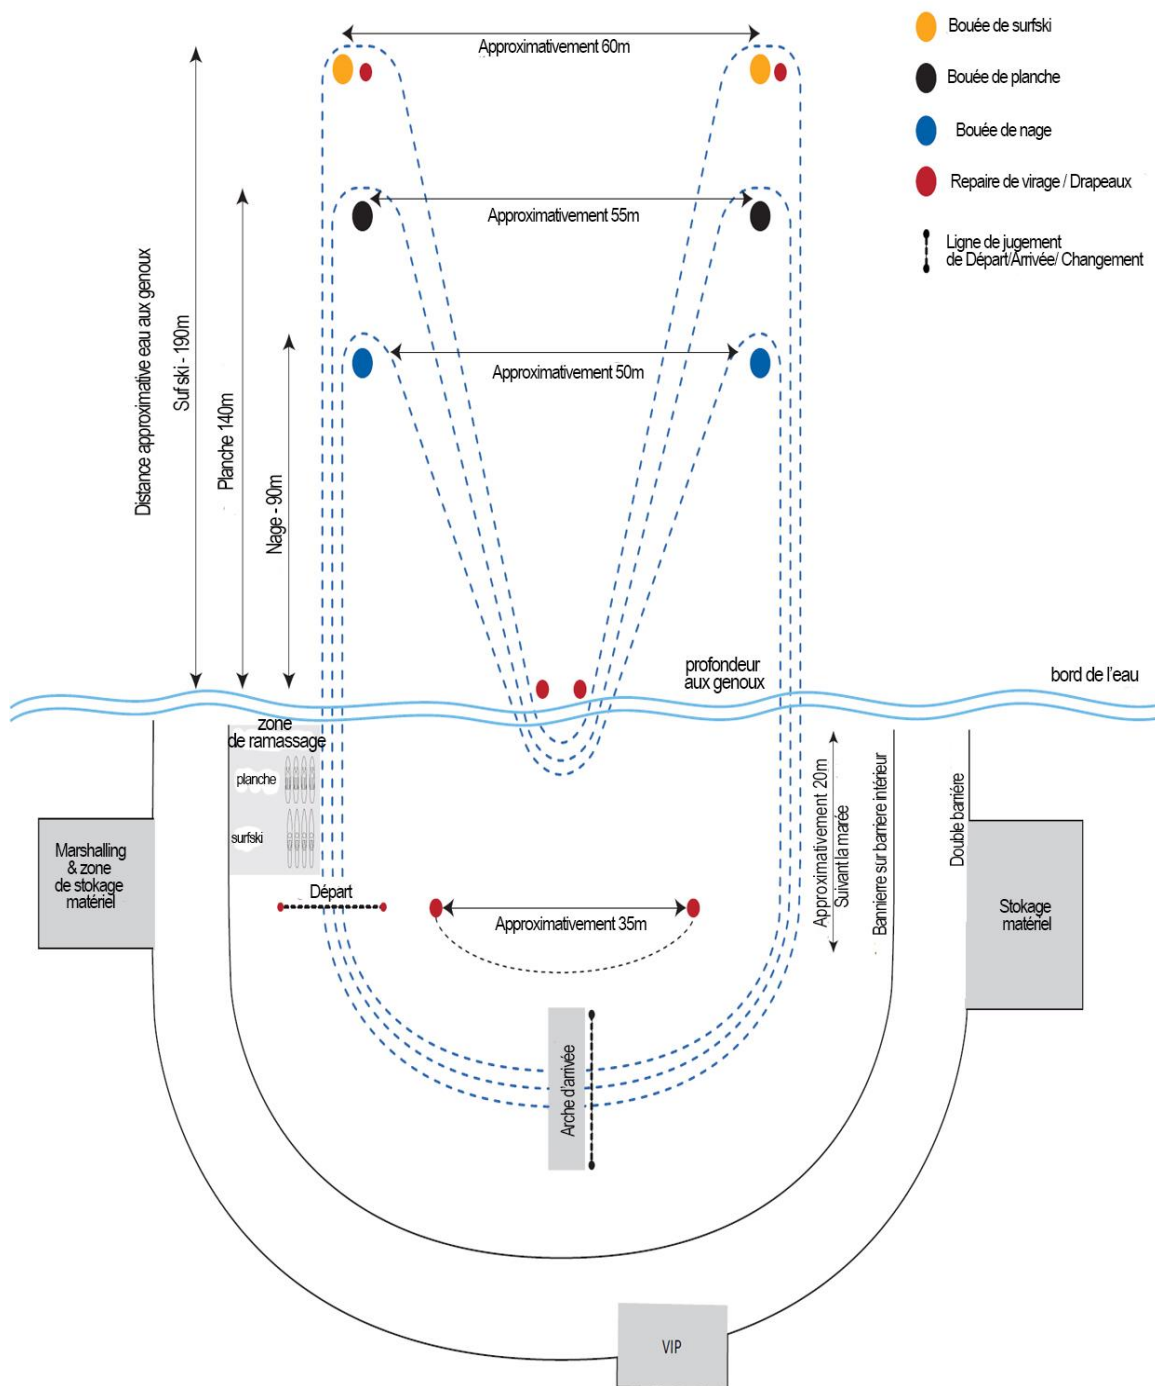 Approximativement 60m
Bouée de surfski
Bouée de planche
Bouée de nage
Repaire de virage / Drapeaux
Ligne de jugement
de Départ/Arrivée/ Changement
Approximativement 55m
Approximativement 50m
Distance approximative eau aux genoux
Suf ski - 190m
Planche 140m
Nage - 90m
profondeur
aux genoux
bord de l'eau
zone
de ramassage
planche
surfski
Marshalling
& zone
de stokage
matériel
Départ
Approximativement 35m
Approximativement 20m
Suivant la marée
Bannierre sur barriere intérieur
Double barrière
Stokage
matériel
Arche d'arrivée
VIP